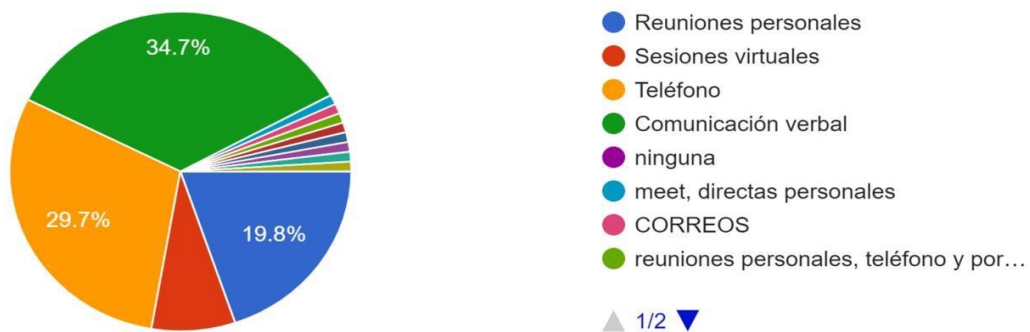 34.7%
29.7%
19.8%
Reuniones personales
Sesiones virtuales
Teléfono
Comunicación verbal
ninguna
meet, directas personales
CORREOS
reuniones personales, teléfono y por…
1/2